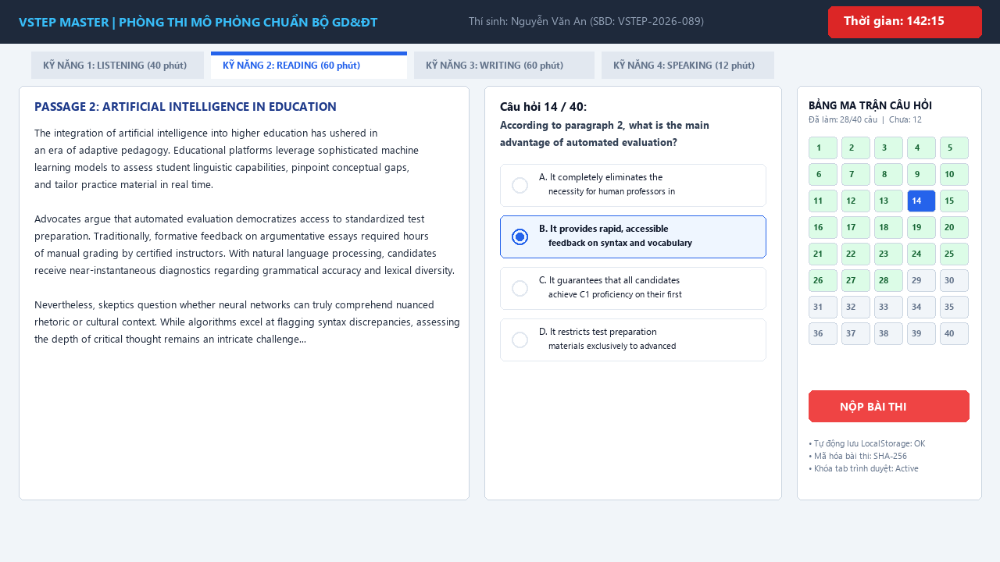 VSTEP MASTER | PHÒNG THI MÔ PHỎNG CHUẨN BỘ GD&ĐT
Thí sinh: Nguyễn Văn An (SBD: VSTEP-2026-089)
Thời gian: 142:15
KỸ NĂNG 1: LISTENING (40 phút)
KỸ NĂNG 2: READING (60 phút)
KỸ NĂNG 3: WRITING (60 phút)
KỸ NĂNG 4: SPEAKING (12 phút)
PASSAGE 2: ARTIFICIAL INTELLIGENCE IN EDUCATION
The integration of artificial intelligence into higher education has ushered in
an era of adaptive pedagogy. Educational platforms leverage sophisticated machine
learning models to assess student linguistic capabilities, pinpoint conceptual gaps,
and tailor practice material in real time.
Advocates argue that automated evaluation democratizes access to standardized test
preparation. Traditionally, formative feedback on argumentative essays required hours
of manual grading by certified instructors. With natural language processing, candidates
receive near-instantaneous diagnostics regarding grammatical accuracy and lexical diversity.
Nevertheless, skeptics question whether neural networks can truly comprehend nuanced
rhetoric or cultural context. While algorithms excel at flagging syntax discrepancies, assessing
the depth of critical thought remains an intricate challenge...
Câu hỏi 14 / 40:
According to paragraph 2, what is the main
advantage of automated evaluation?
A. It completely eliminates the
necessity for human professors in
B. It provides rapid, accessible
feedback on syntax and vocabulary
C. It guarantees that all candidates
achieve C1 proficiency on their first
D. It restricts test preparation
materials exclusively to advanced
BẢNG MA TRẬN CÂU HỎI
Đã làm: 28/40 câu | Chưa: 12
1 2 3 4 5
6 7 8 9 10
11 12 13 14 15
16 17 18 19 20
21 22 23 24 25
26 27 28 29 30
31 32 33 34 35
36 37 38 39 40
NỘP BÀI THI
• Tự động lưu LocalStorage: OK
• Mã hóa bài thi: SHA-256
• Khóa tab trình duyệt: Active